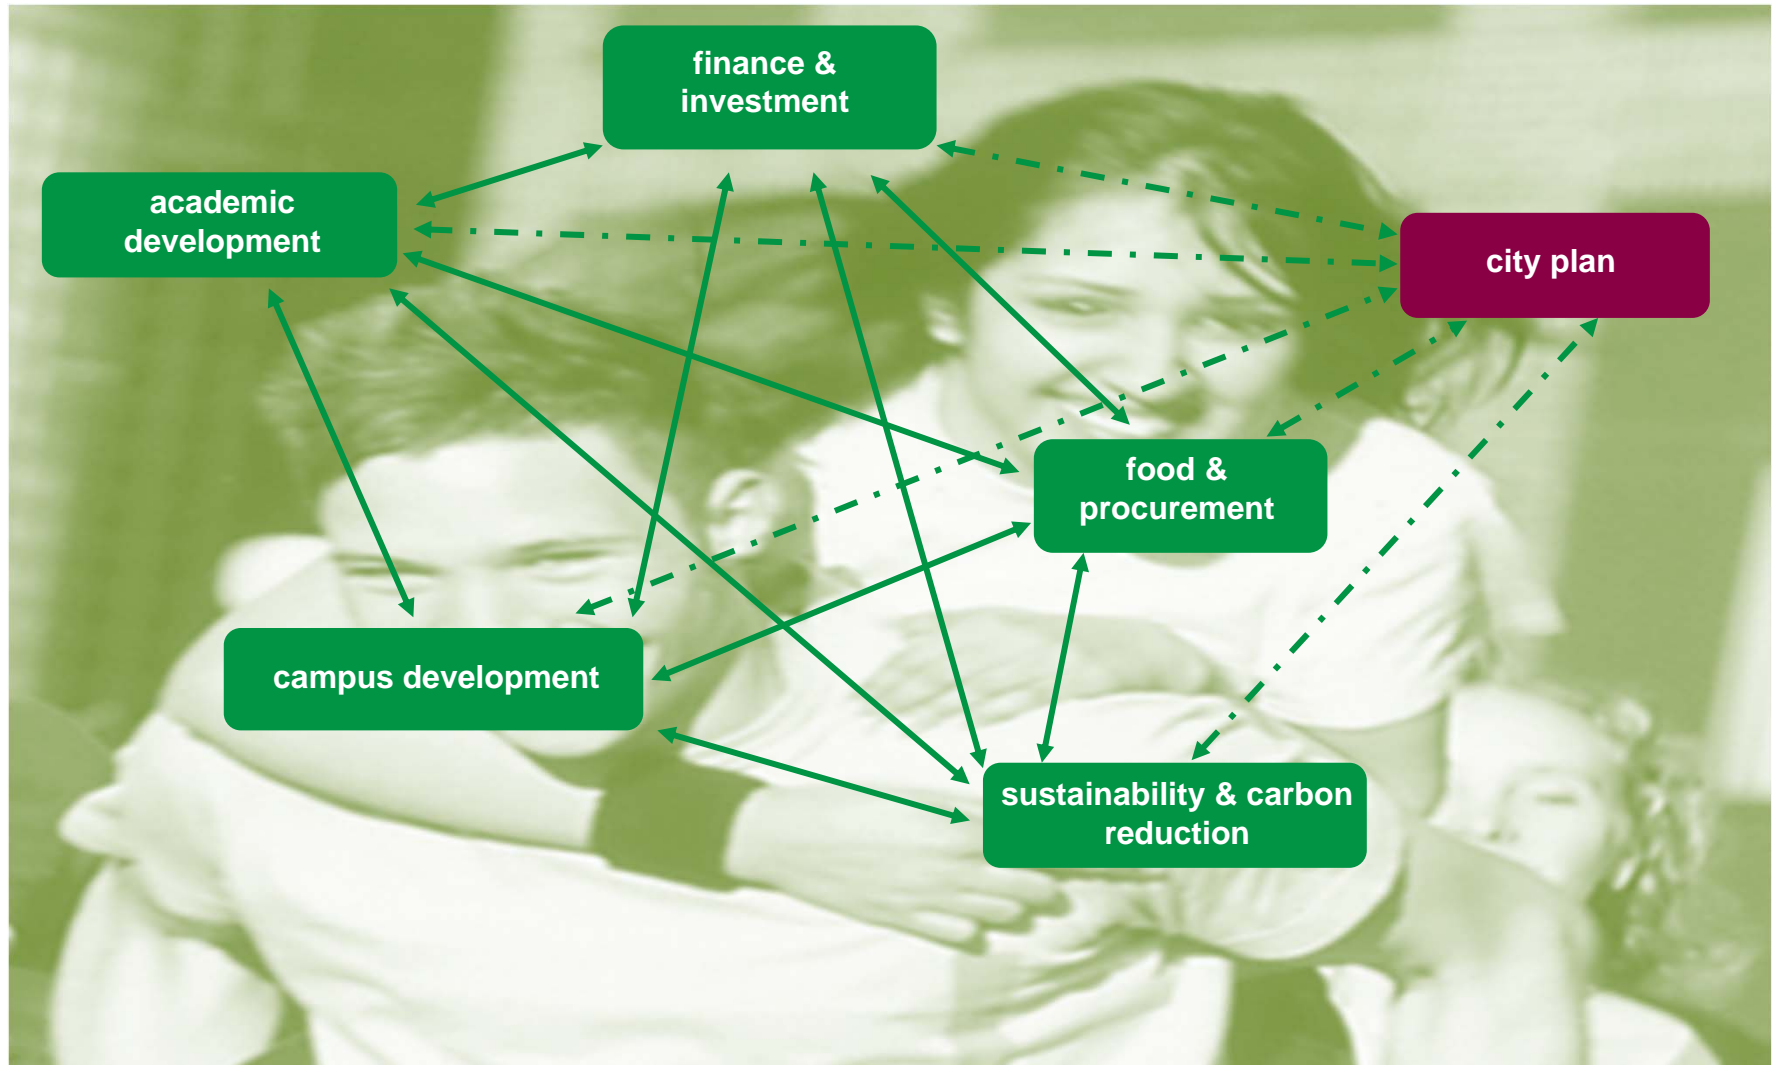 finance &
investment
academic
development
city plan
food &
procurement
campus development
sustainability & carbon
reduction